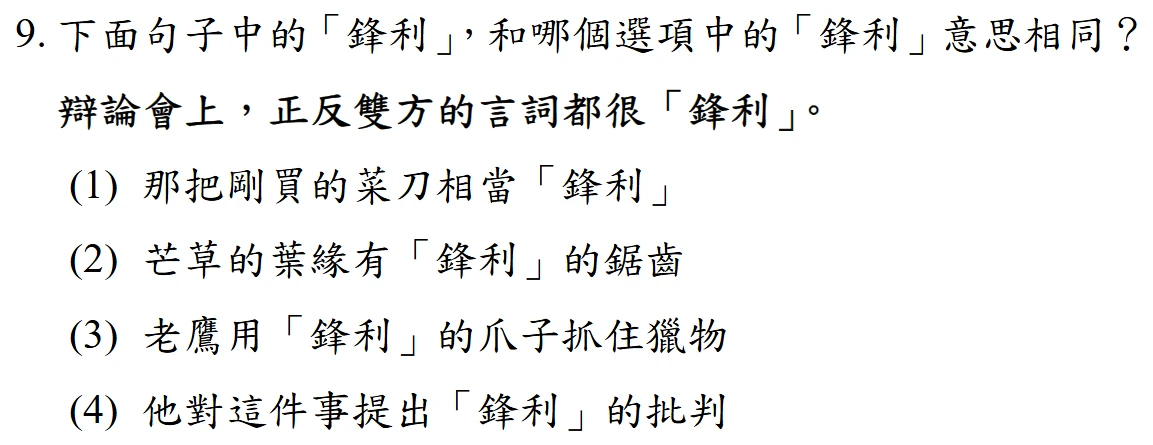 9. 下面句子中的「鋒利」，和哪個選項中的「鋒利」意思相同？
辯論會上，正反雙方的言詞都很「鋒利」。
(1) 那把剛買的菜刀相當「鋒利」
(2) 芒草的葉緣有「鋒利」的鋸齒
(3) 老鷹用「鋒利」的爪子抓住獵物
(4) 他對這件事提出「鋒利」的批判